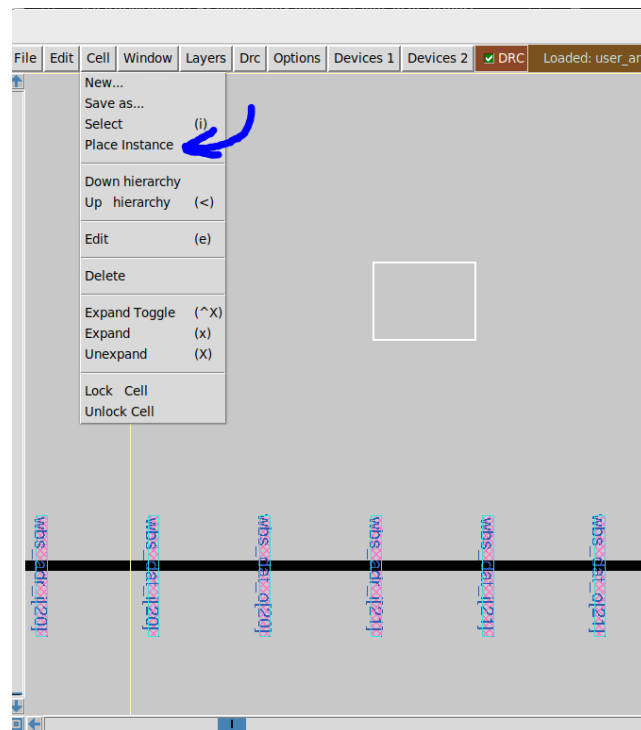 File Edit Cell Window Layers Drc Options Devices 1 Devices 2 DRC Loaded: user_ar
New...
Save as...
Select (i)
Place Instance
Down hierarchy
Up hierarchy (<)
Edit (e)
Delete
Expand Toggle (^X)
Expand (x)
Unexpand (X)
Lock Cell
Unlock Cell
wbs_adr_i[20]
wbs_dat_i[20]
wbs_dat_o[20]
wbs_adr_i[21]
wbs_dat_i[21]
wbs_dat_o[21]